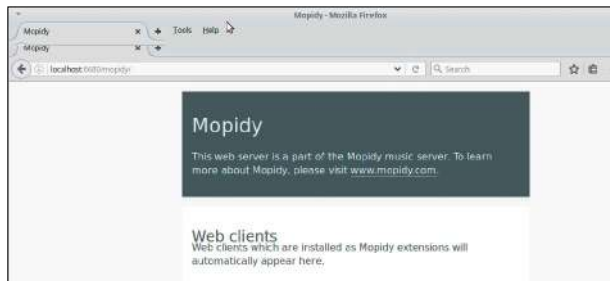 Mopidy - Mozilla Firefox
Mopidy Tools Help
Mopidy
localhost:6680/mopidy/ Search
Mopidy
This web server is a part of the Mopidy music server. To learn
more about Mopidy, please visit www.mopidy.com.
Web clients
Web clients which are installed as Mopidy extensions will
automatically appear here.